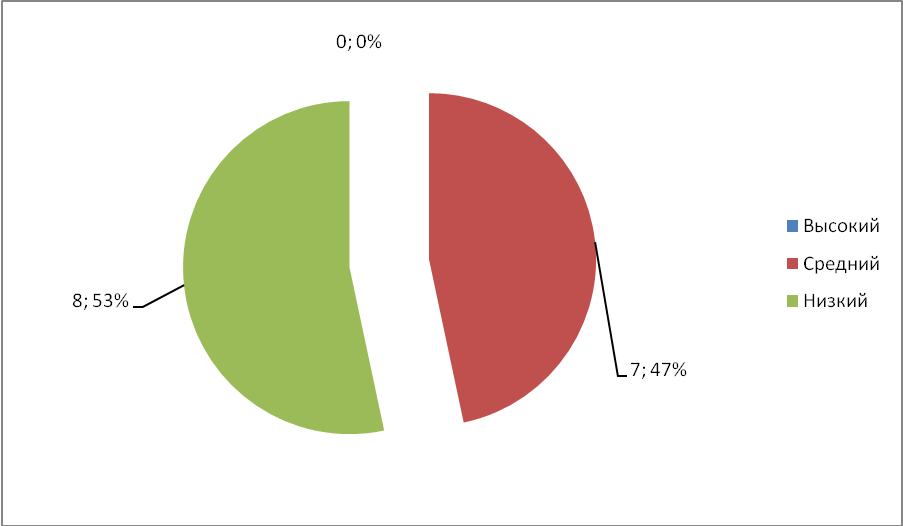 0; 0%
Высокий
Средний
Низкий
8; 53%
7; 47%